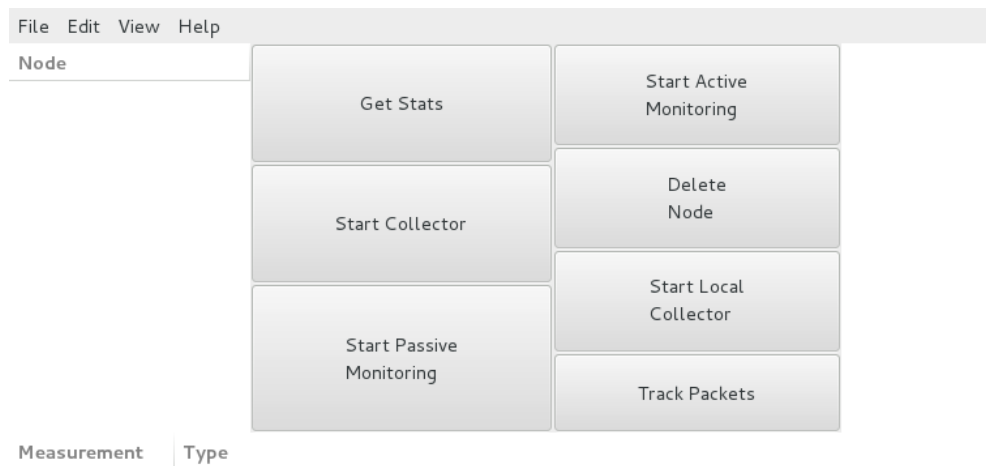 File Edit View Help
Node
Get Stats
Start Collector
Start Passive
Monitoring
Start Active
Monitoring
Delete
Node
Start Local
Collector
Track Packets
Measurement Type